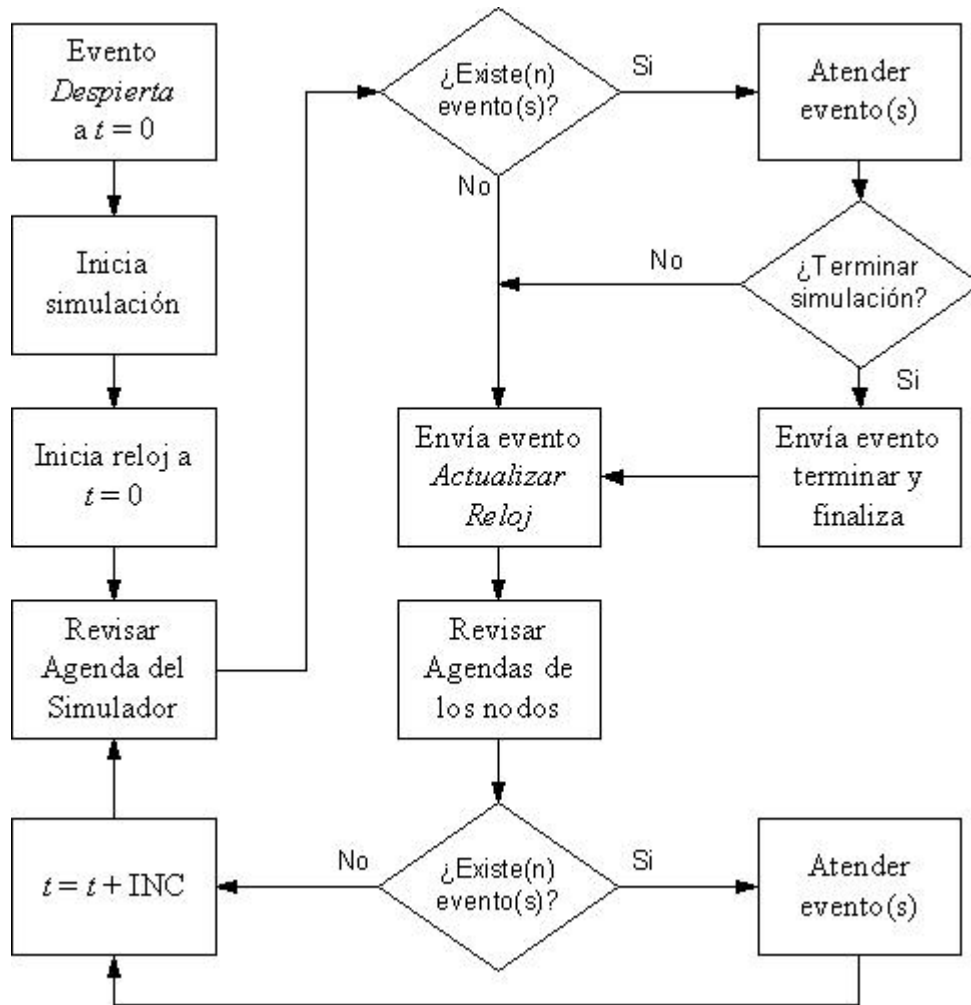 Evento
Despierta
a t = 0
Inicia
simulación
Inicia reloj a
t = 0
Revisar
Agenda del
Simulador
t = t + INC
¿Existe(n)
evento(s)?
Si
No
Atender
evento(s)
¿Terminar
simulación?
No
Si
Envía evento
terminar y
finaliza
Envía evento
Actualizar
Reloj
Revisar
Agendas de
los nodos
¿Existe(n)
evento(s)?
No
Si
Atender
evento(s)